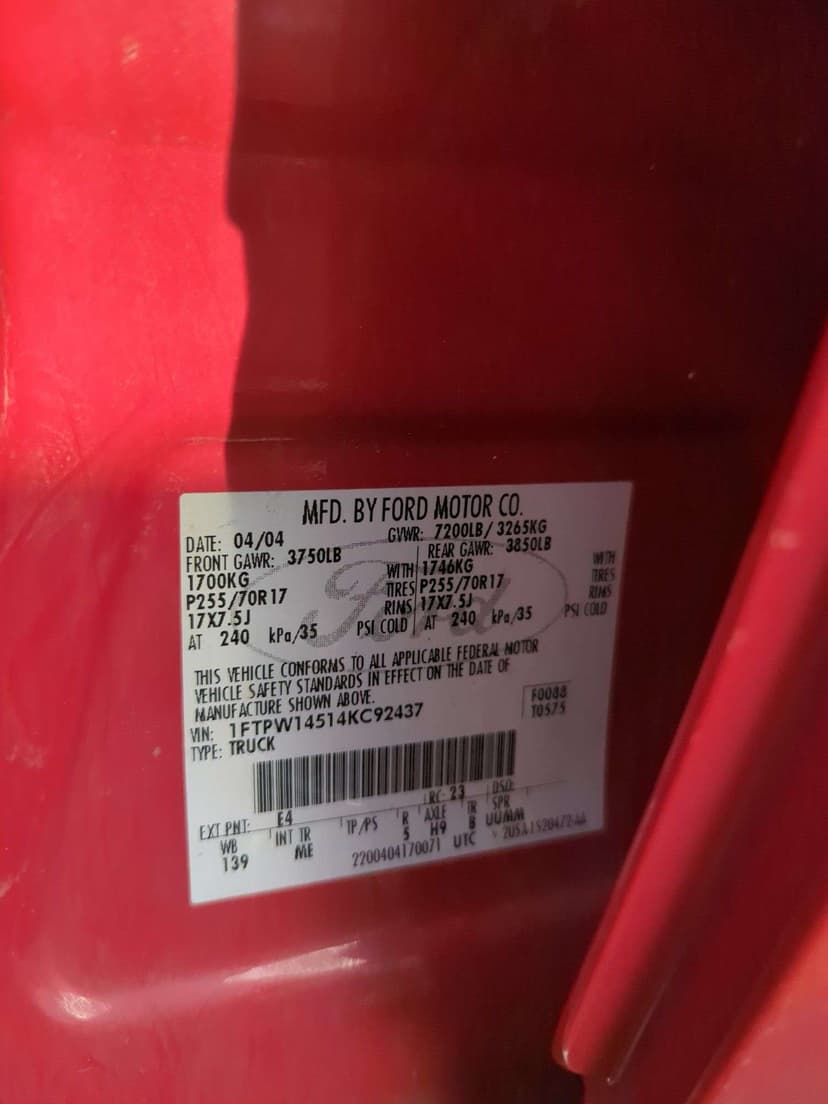 MFD. BY FORD MOTOR CO.
DATE: 04/04 GVWR: 7200LB/ 3265KG
FRONT GAWR: 3750LB REAR GAWR: 3850LB
1700KG WITH 1746KG WITH
P255/70R17 TIRES P255/70R17 TIRES
17X7.5J RIMS 17X7.5J RIMS
AT 240 kPa/35 PSI COLD AT 240 kPa/35 PSI COLD
Ford
THIS VEHICLE CONFORMS TO ALL APPLICABLE FEDERAL MOTOR
VEHICLE SAFETY STANDARDS IN EFFECT ON THE DATE OF
MANUFACTURE SHOWN ABOVE.
F0088
T0575
VIN: 1FTPW14514KC92437
TYPE: TRUCK
EXT PNT: E4 RC: 23 DSO:
WB INT TR TP/PS R AXLE TR SPR
139 ME 5 H9 B UUMM
2200404170071 UTC